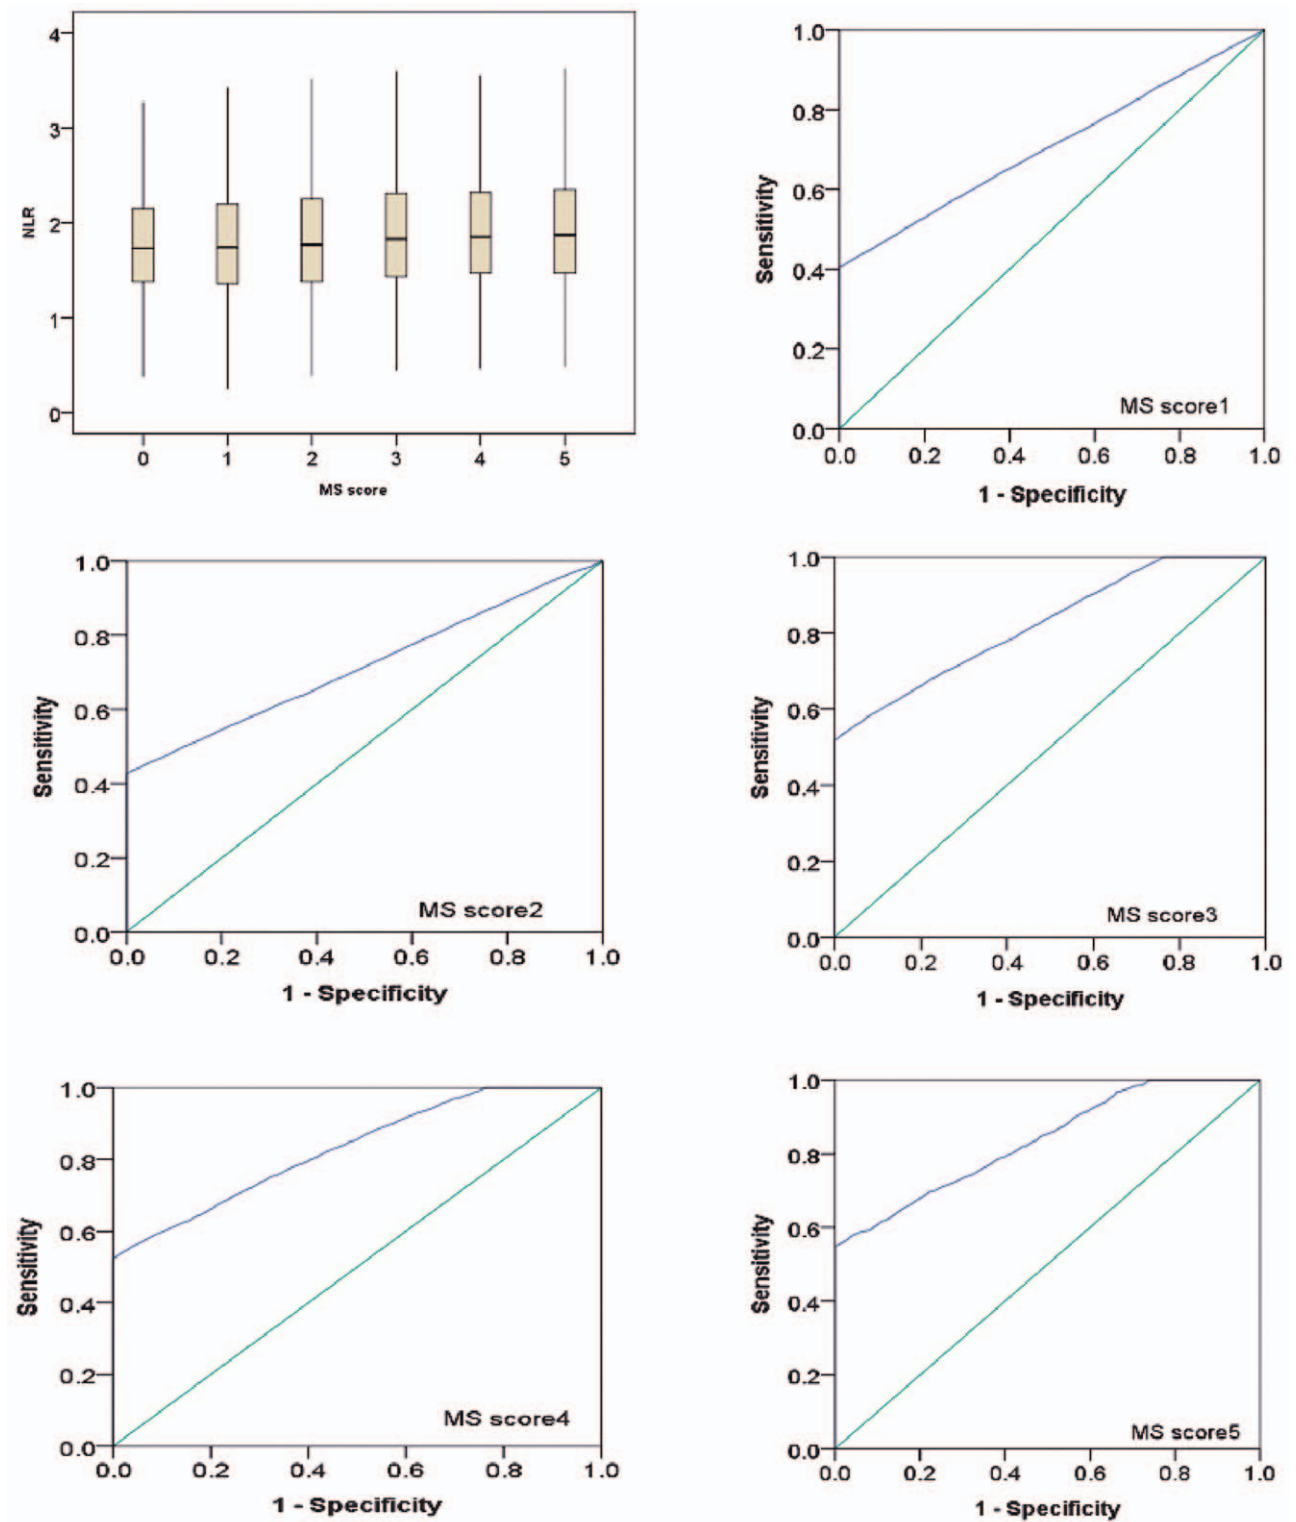 4
3
2
1
0
NLR
0 1 2 3 4 5
MS score
1.0
0.8
0.6
0.4
0.2
0.0
Sensitivity
MS score1
0.0 0.2 0.4 0.6 0.8 1.0
1 - Specificity
1.0
0.8
0.6
0.4
0.2
0.0
Sensitivity
MS score2
0.0 0.2 0.4 0.6 0.8 1.0
1 - Specificity
1.0
0.8
0.6
0.4
0.2
0.0
Sensitivity
MS score3
0.0 0.2 0.4 0.6 0.8 1.0
1 - Specificity
1.0
0.8
0.6
0.4
0.2
0.0
Sensitivity
MS score4
0.0 0.2 0.4 0.6 0.8 1.0
1 - Specificity
1.0
0.8
0.6
0.4
0.2
0.0
Sensitivity
MS score5
0.0 0.2 0.4 0.6 0.8 1.0
1 - Specificity